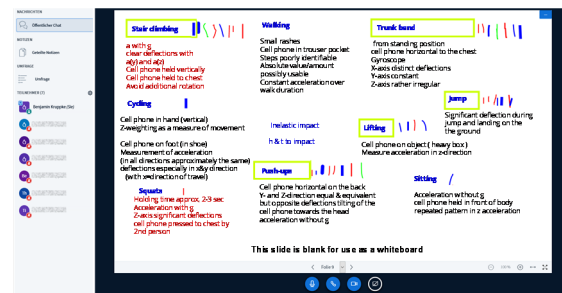 NACHRICHTEN
Öffentlicher Chat
NOTIZEN
Geteilte Notizen
UMFRAGE
Umfrage
TEILNEHMER (7)
Benjamin Knoppke (Sie)
Stair climbing
a with g
clear deflections with
a(y) and a(z)
Cell phone held vertically
Cell phone held to chest
Avoid additional rotation
Walking
Small rashes
Cell phone in trouser pocket
Steps poorly identifiable
Absolute value/amount
possibly usable
Constant acceleration over
walk duration
Trunk bend
from standing position
cell phone horizontal to the chest
Gyroscope
X-axis distinct deflections
Y-axis constant
Z-axis rather irregular
Cycling
Cell phone in hand (vertical)
Z-weighting as a measure of movement
Cell phone on foot (in shoe)
Measurement of acceleration
(in all directions approximately the same)
deflections especially in x&y direction
(with x=direction of travel)
Inelastic impact
h & t to impact
Jump
Significant deflection during
jump and landing on the
the ground
Lifting
Cell phone on object ( heavy box )
Measure acceleration in z-direction
Push-ups
Cell phone horizontal on the back
Y- and Z-direction equal & equivalent
but opposite deflections tilting of the
cell phone towards the head
acceleration without g
Sitting
Acceleration without g
cell phone held in front of body
repeated pattern in z acceleration
Squats
Holding time approx. 2-3 sec
Acceleration with g
Z-axis significant deflections
cell phone pressed to chest by
2nd person
This slide is blank for use as a whiteboard
Folie 6